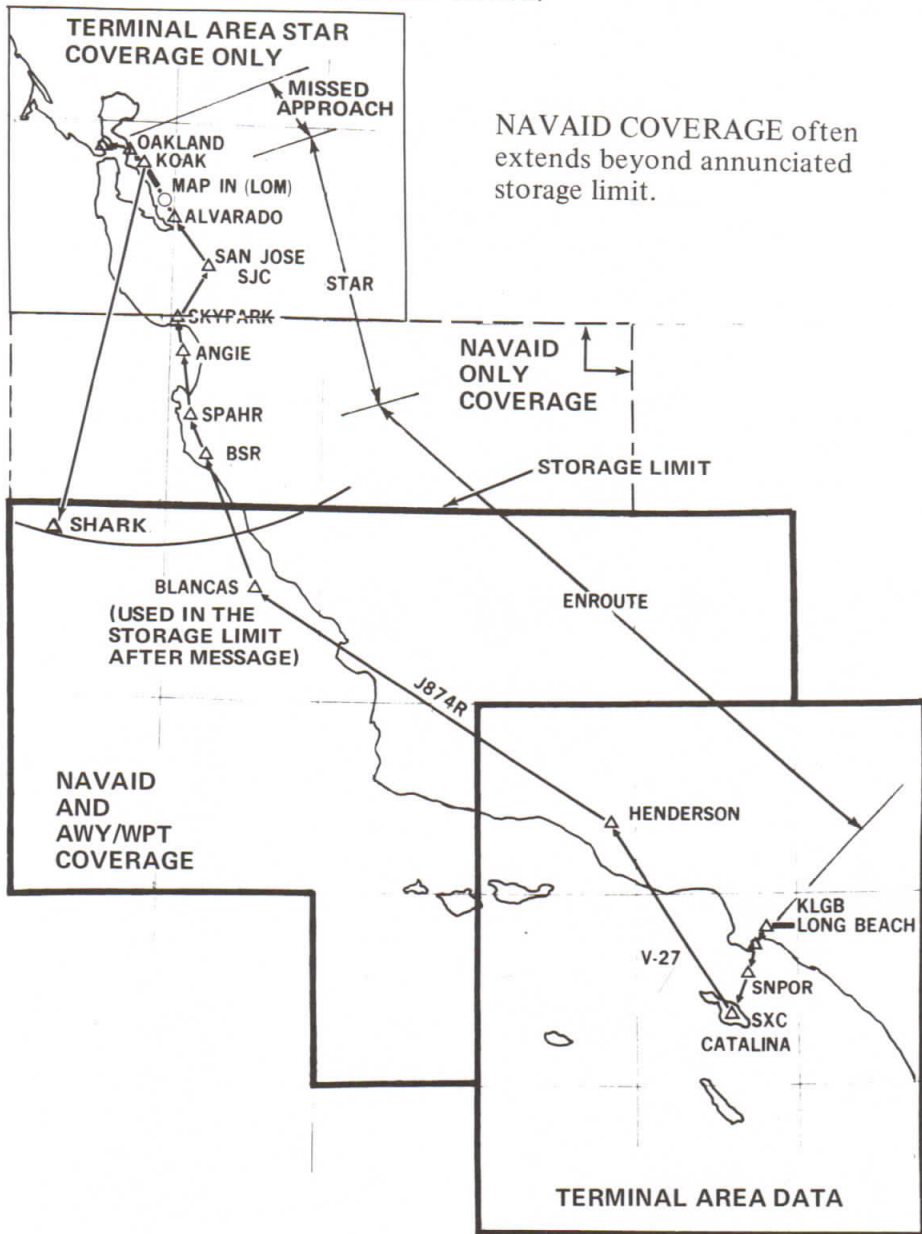 TERMINAL AREA STAR
COVERAGE ONLY
MISSED
APPROACH
NAVAID COVERAGE often
extends beyond annunciated
storage limit.
OAKLAND
KOAK
MAP IN (LOM)
ALVARADO
SAN JOSE
SJC
STAR
SKYPARK
ANGIE
NAVAID
ONLY
COVERAGE
SPAHR
BSR
STORAGE LIMIT
SHARK
BLANCAS
(USED IN THE
STORAGE LIMIT
AFTER MESSAGE)
ENROUTE
J874R
NAVAID
AND
AWY/WPT
COVERAGE
HENDERSON
KLGB
LONG BEACH
V-27
SNPOR
SXC
CATALINA
TERMINAL AREA DATA